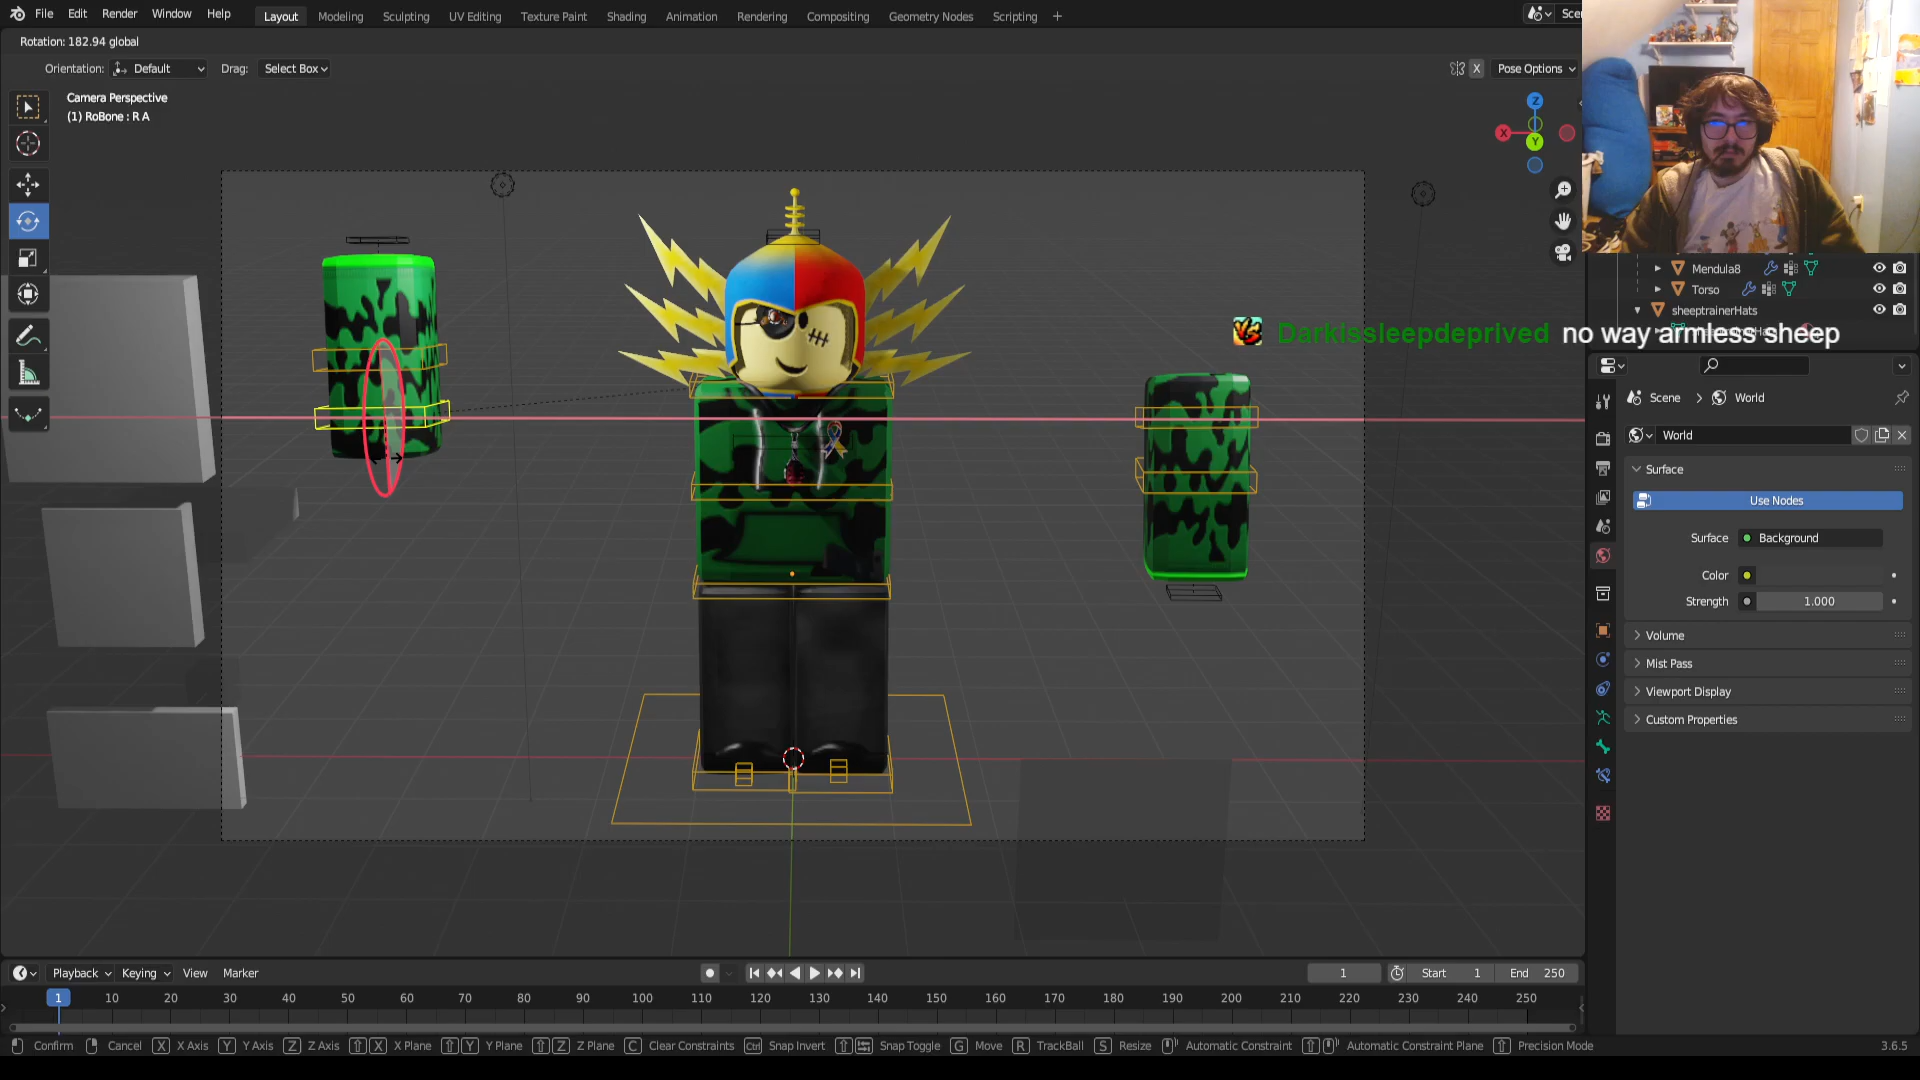 File Edit Render Window Help
Layout Modeling Sculpting UV Editing Texture Paint Shading Animation Rendering Compositing Geometry Nodes Scripting +
Rotation: 182.94 global
Orientation: Default Drag: Select Box
X Pose Options
Camera Perspective
(1) RoBone : R A
Z
X
Y
Mendula8
Torso
sheeptrainerHats
Darkissleepdeprived no way armless sheep
Scene > World
World
Surface
Use Nodes
Surface Background
Color
Strength 1.000
Volume
Mist Pass
Viewport Display
Custom Properties
Playback Keying View Marker
1 Start 1 End 250
1 10 20 30 40 50 60 70 80 90 100 110 120 130 140 150 160 170 180 190 200 210 220 230 240 250
Confirm Cancel X X Axis Y Y Axis Z Z Axis X X Plane Y Y Plane Z Z Plane C Clear Constraints Ctrl Snap Invert Snap Toggle G Move R TrackBall S Resize Automatic Constraint Automatic Constraint Plane Precision Mode 3.6.5